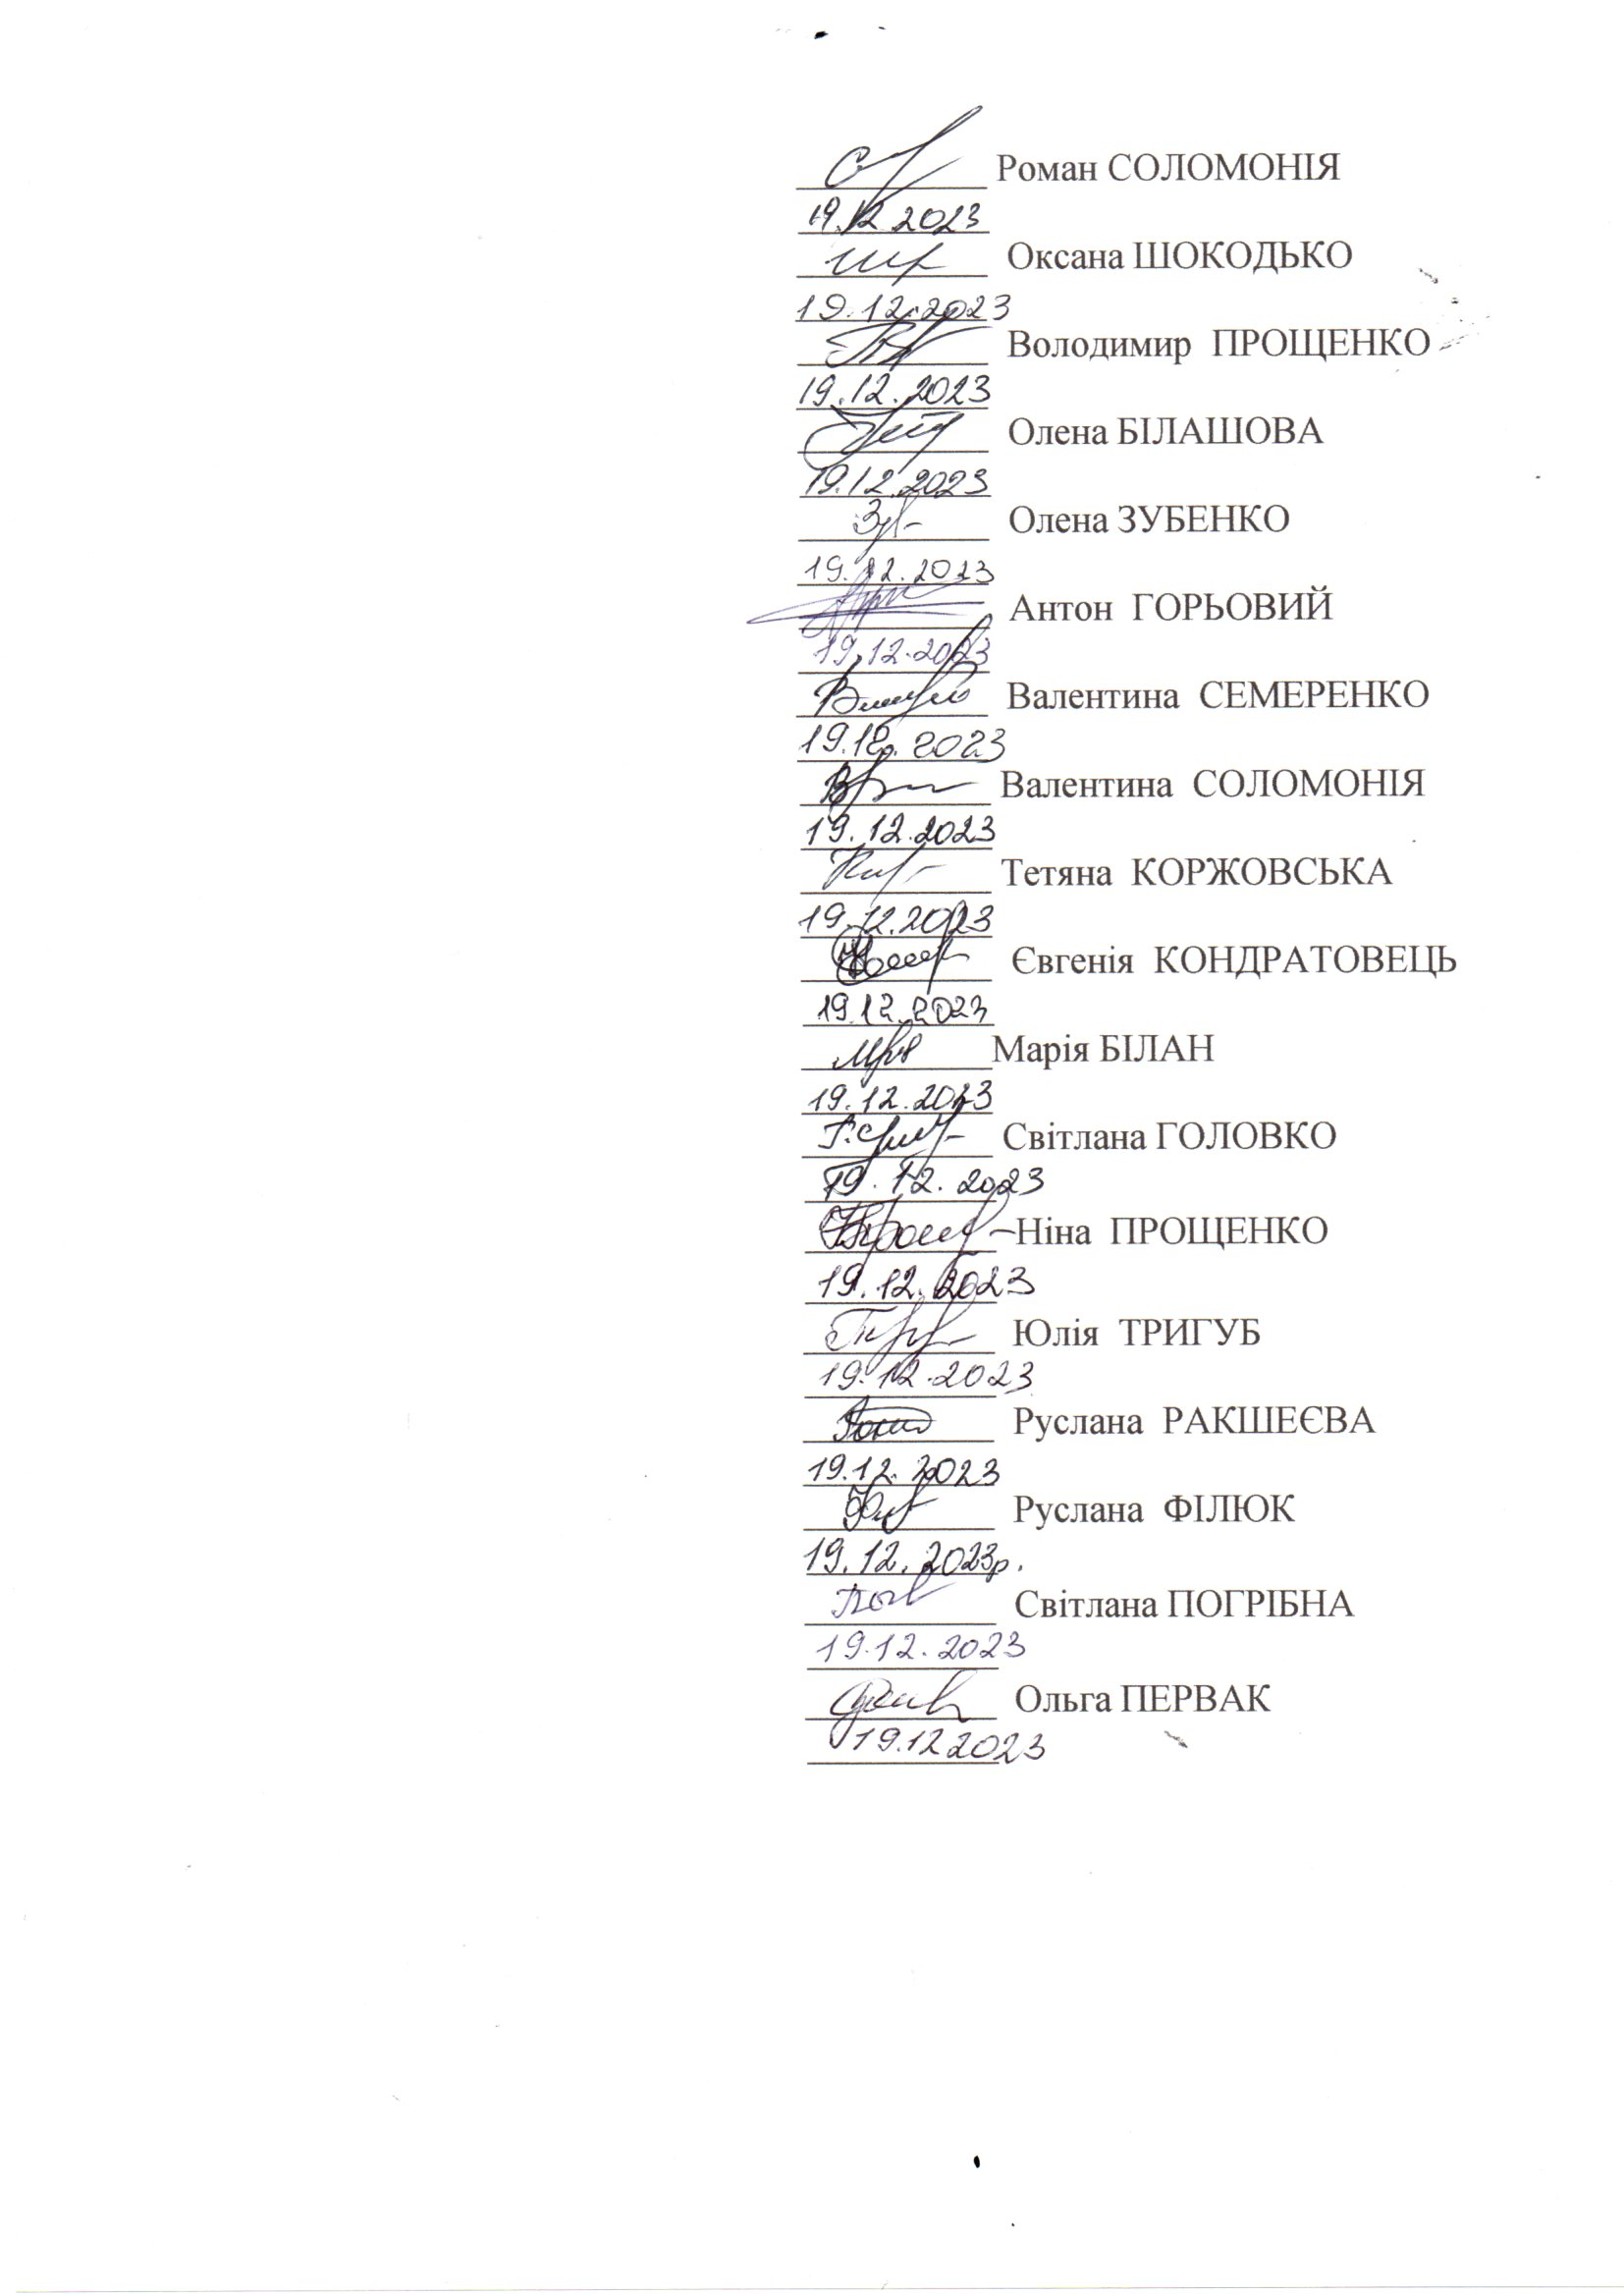 Роман СОЛОМОНІЯ
19.12.2023
Оксана ШОКОДЬКО
19.12.2023
Володимир ПРОЩЕНКО
19.12.2023
Олена БІЛАШОВА
19.12.2023
Олена ЗУБЕНКО
19.12.2023
Антон ГОРЬОВИЙ
19.12.2023
Валентина СЕМЕРЕНКО
19.12.2023
Валентина СОЛОМОНІЯ
19.12.2023
Тетяна КОРЖОВСЬКА
19.12.2023
Євгенія КОНДРАТОВЕЦЬ
19.12.2023
Марія БІЛАН
19.12.2023
Світлана ГОЛОВКО
19.12.2023
Ніна ПРОЩЕНКО
19.12.2023
Юлія ТРИГУБ
19.12.2023
Руслана РАКШЕЄВА
19.12.2023
Руслана ФІЛЮК
19.12.2023р.
Світлана ПОГРІБНА
19.12.2023
Ольга ПЕРВАК
19.12 2023